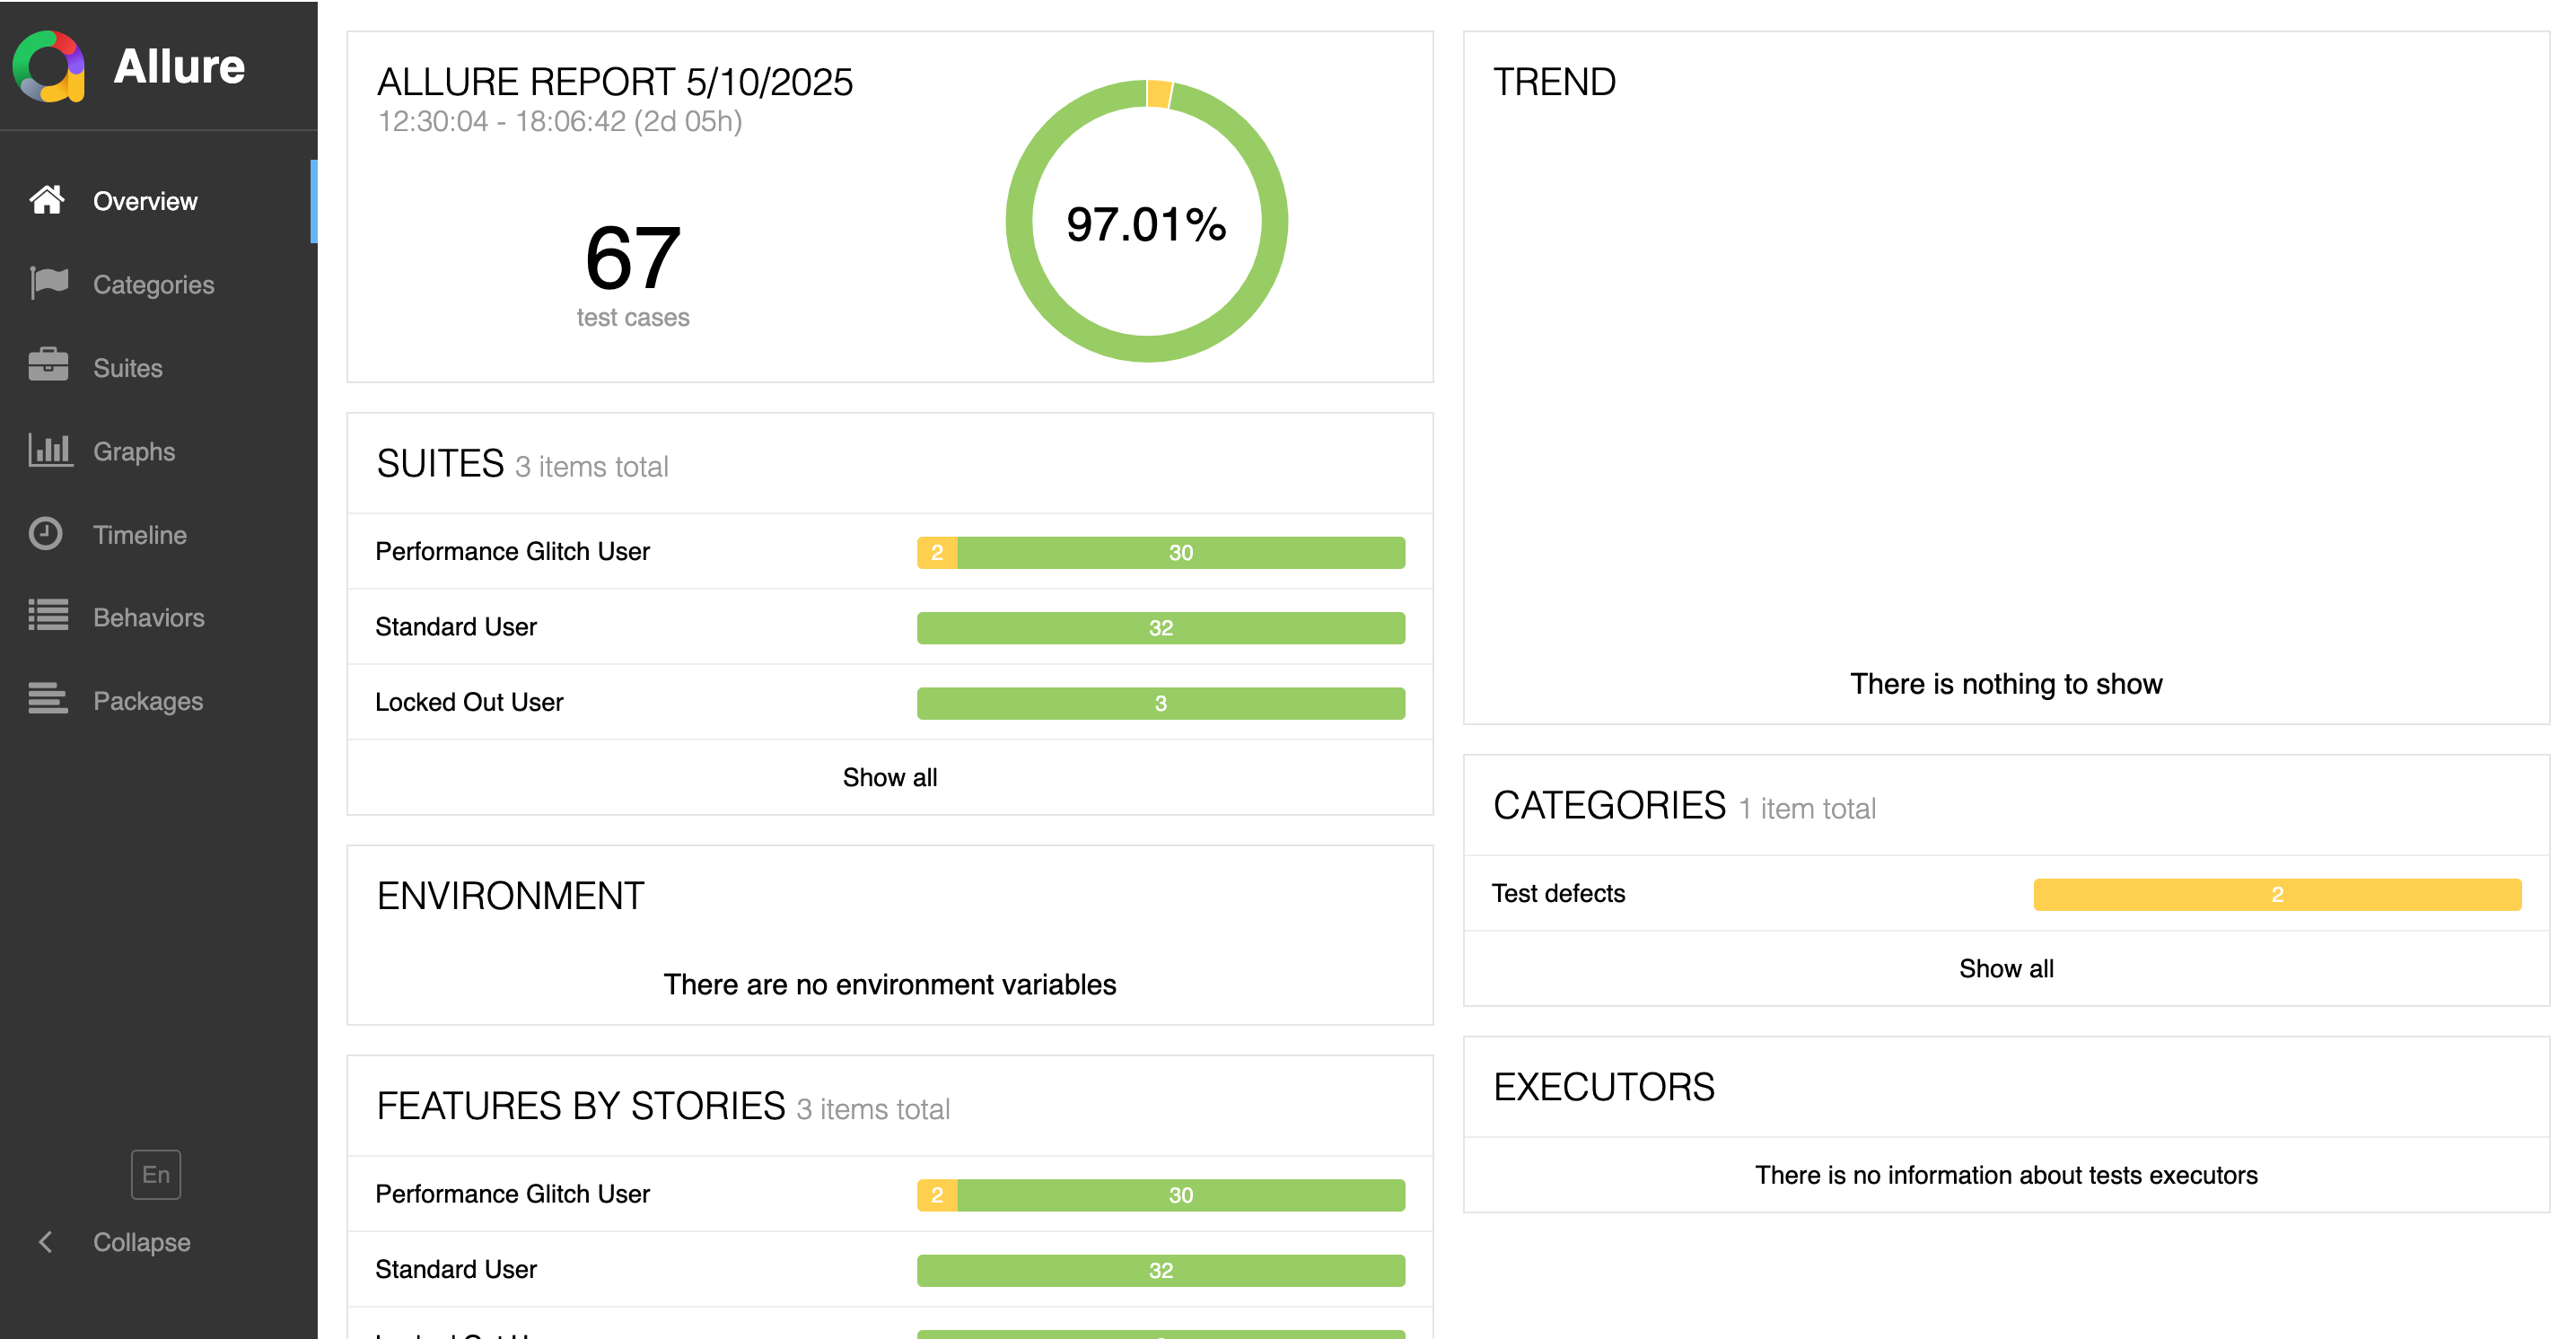 Allure
Overview
Categories
Suites
Graphs
Timeline
Behaviors
Packages
En
Collapse
ALLURE REPORT 5/10/2025
12:30:04 - 18:06:42 (2d 05h)
67
test cases
97.01%
SUITES 3 items total
Performance Glitch User 2 30
Standard User 32
Locked Out User 3
Show all
ENVIRONMENT
There are no environment variables
FEATURES BY STORIES 3 items total
Performance Glitch User 2 30
Standard User 32
TREND
There is nothing to show
CATEGORIES 1 item total
Test defects 2
Show all
EXECUTORS
There is no information about tests executors